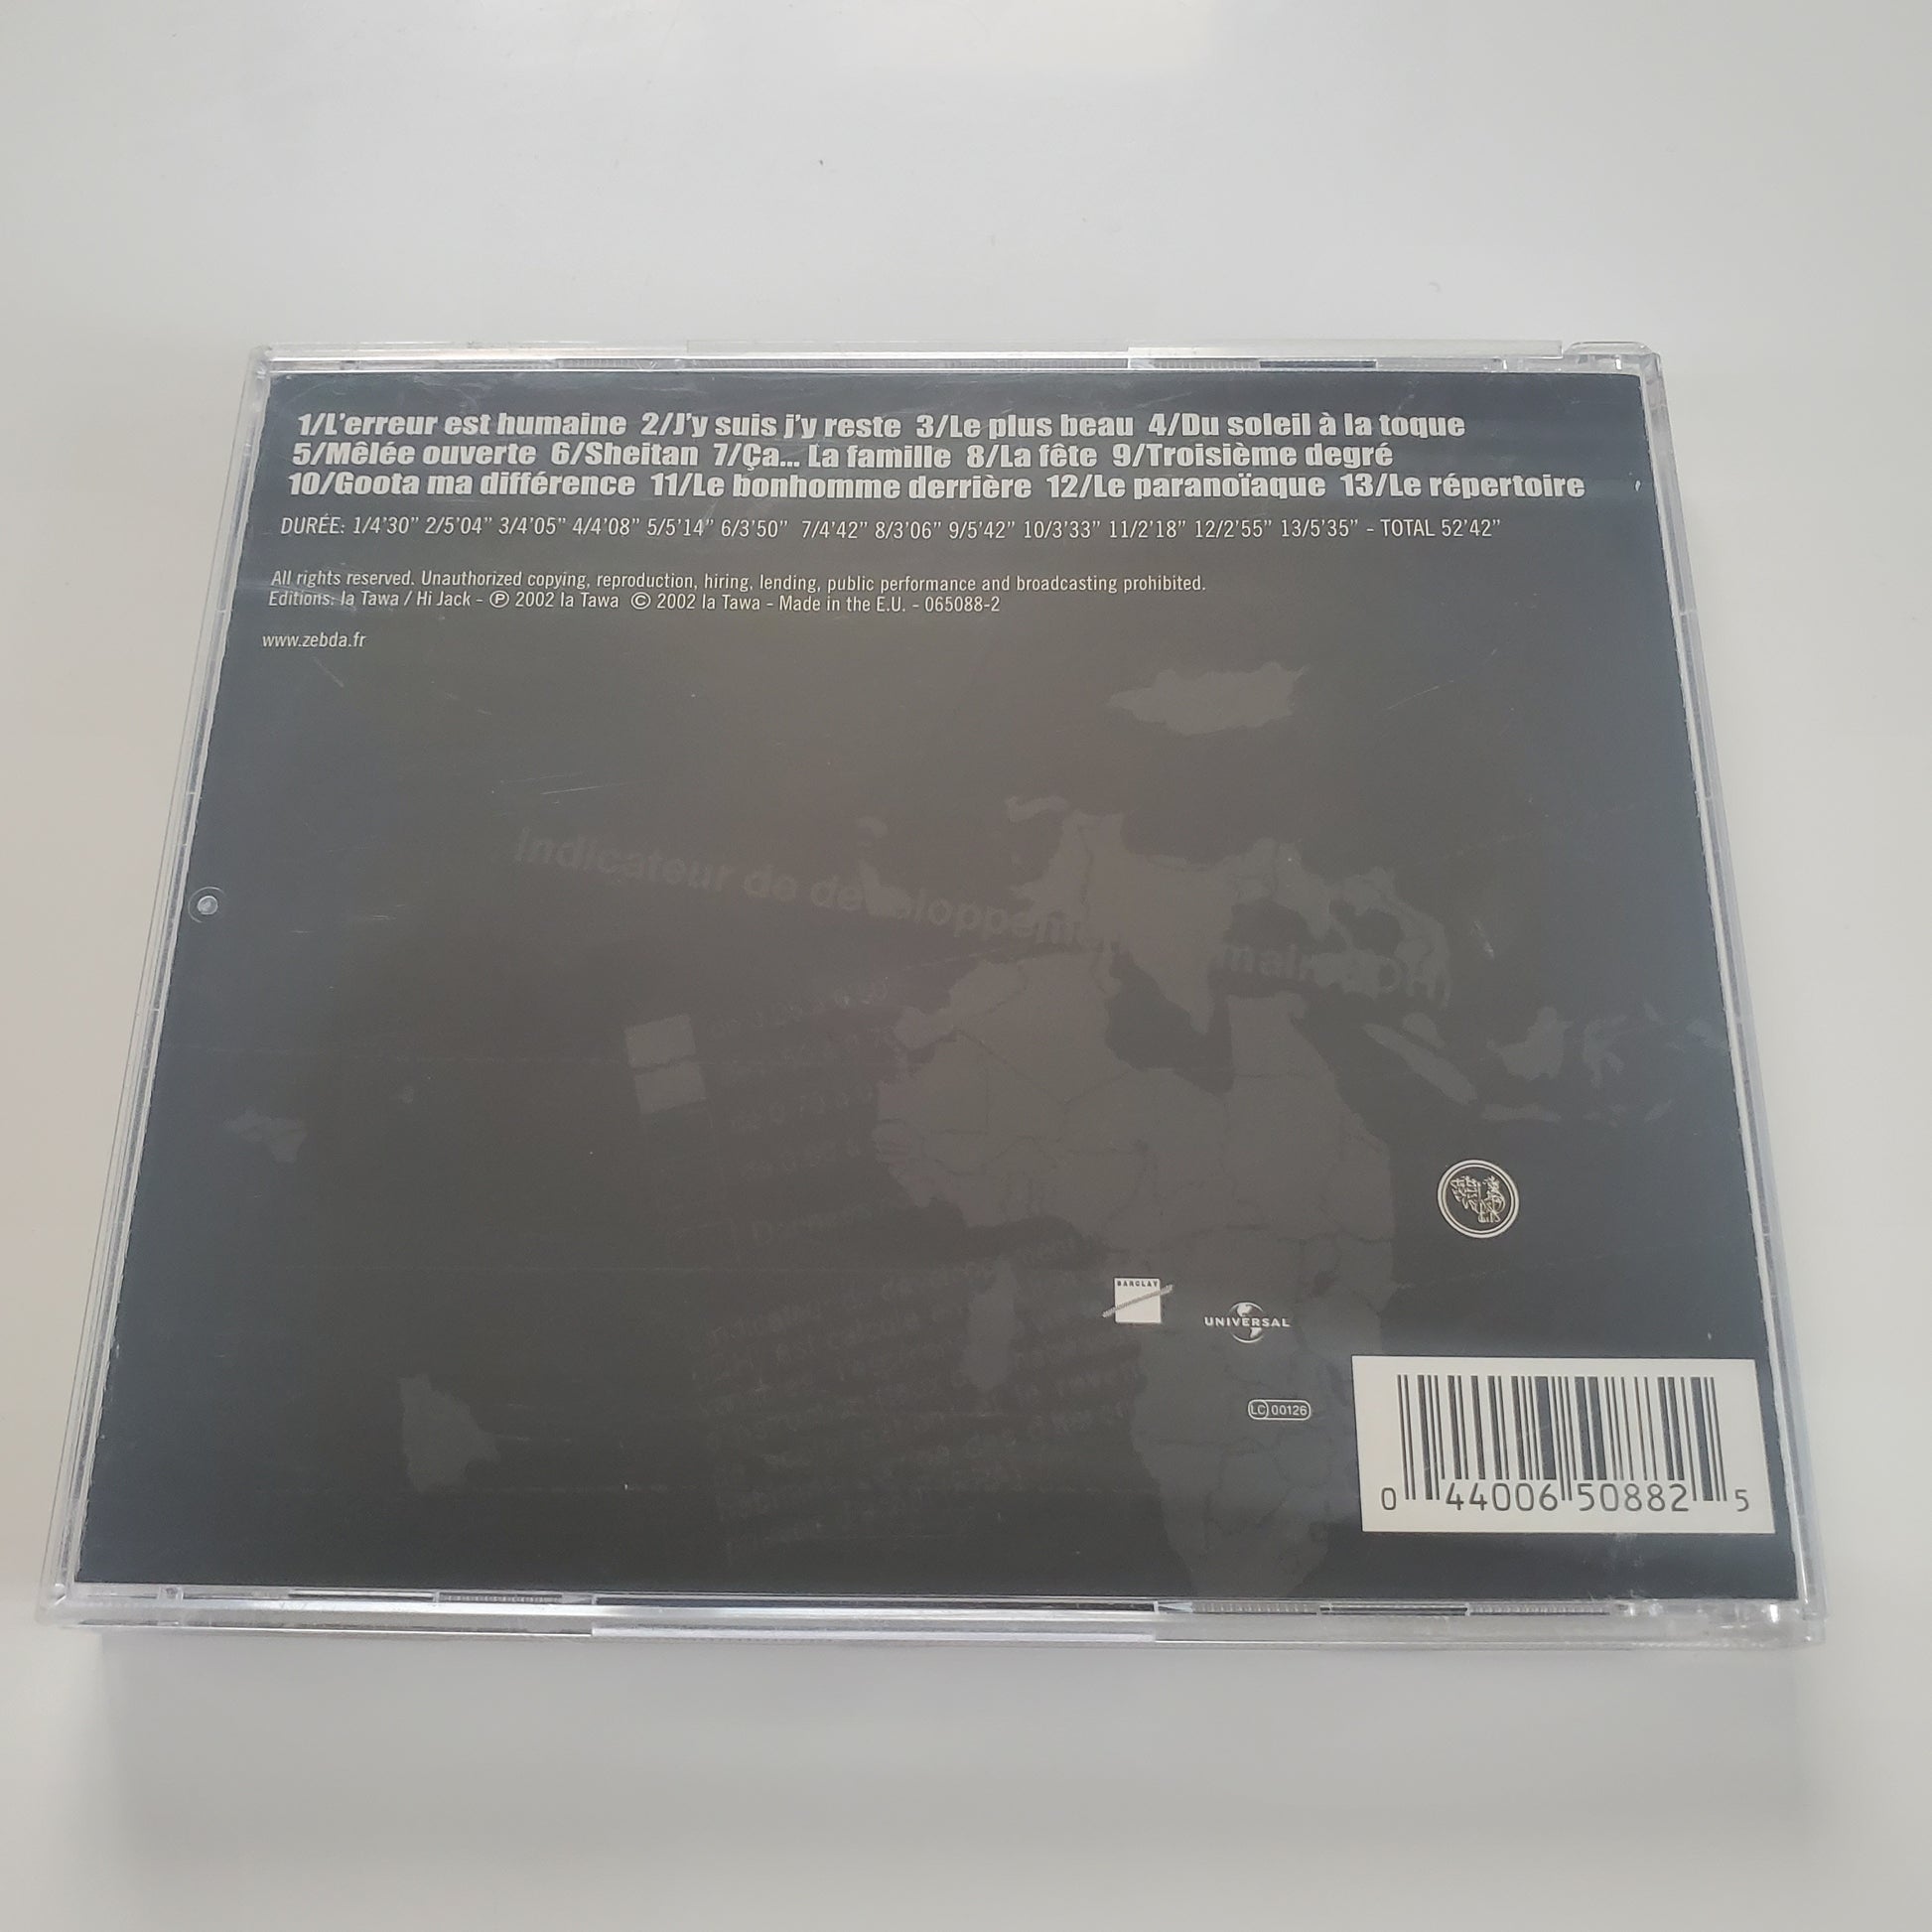 1/L'erreur est humaine 2/J'y suis j'y reste 3/Le plus beau 4/Du soleil à la toque
5/Mêlée ouverte 6/Sheitan 7/Ça... La famille 8/La fête 9/Troisième degré
10/Goota ma différence 11/Le bonhomme derrière 12/Le paranoïaque 13/Le répertoire
DURÉE: 1/4'30" 2/5'04" 3/4'05" 4/4'08" 5/5'14" 6/3'50" 7/4'42" 8/3'06" 9/5'42" 10/3'33" 11/2'18" 12/2'55" 13/5'35" - TOTAL 52'42"
All rights reserved. Unauthorized copying, reproduction, hiring, lending, public performance and broadcasting prohibited.
Editions: la Tawa / Hi Jack - ℗ 2002 la Tawa © 2002 la Tawa - Made in the E.U. - 065088-2
www.zebda.fr
Indicateur de développement
BARCLAY
UNIVERSAL
LC 00126
0 44006 50882 5